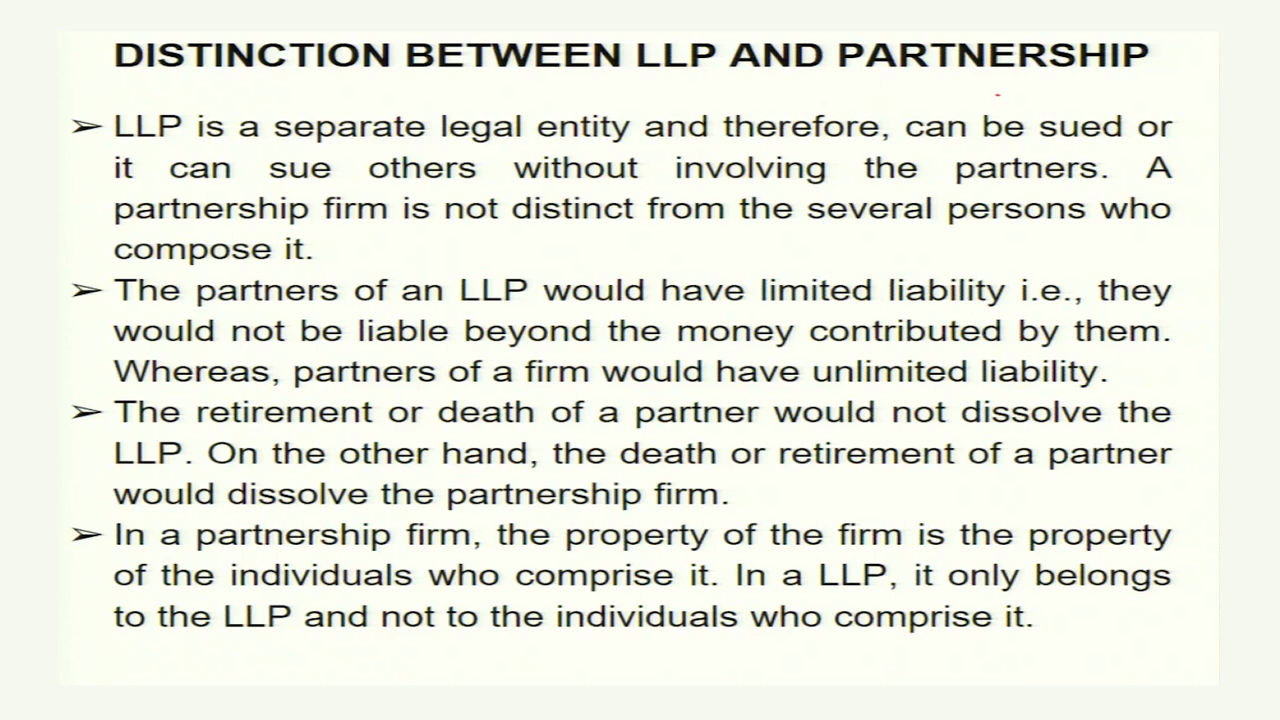 DISTINCTION BETWEEN LLP AND PARTNERSHIP
➢ LLP is a separate legal entity and therefore, can be sued or
it can sue others without involving the partners. A
partnership firm is not distinct from the several persons who
compose it.
➢ The partners of an LLP would have limited liability i.e., they
would not be liable beyond the money contributed by them.
Whereas, partners of a firm would have unlimited liability.
➢ The retirement or death of a partner would not dissolve the
LLP. On the other hand, the death or retirement of a partner
would dissolve the partnership firm.
➢ In a partnership firm, the property of the firm is the property
of the individuals who comprise it. In a LLP, it only belongs
to the LLP and not to the individuals who comprise it.